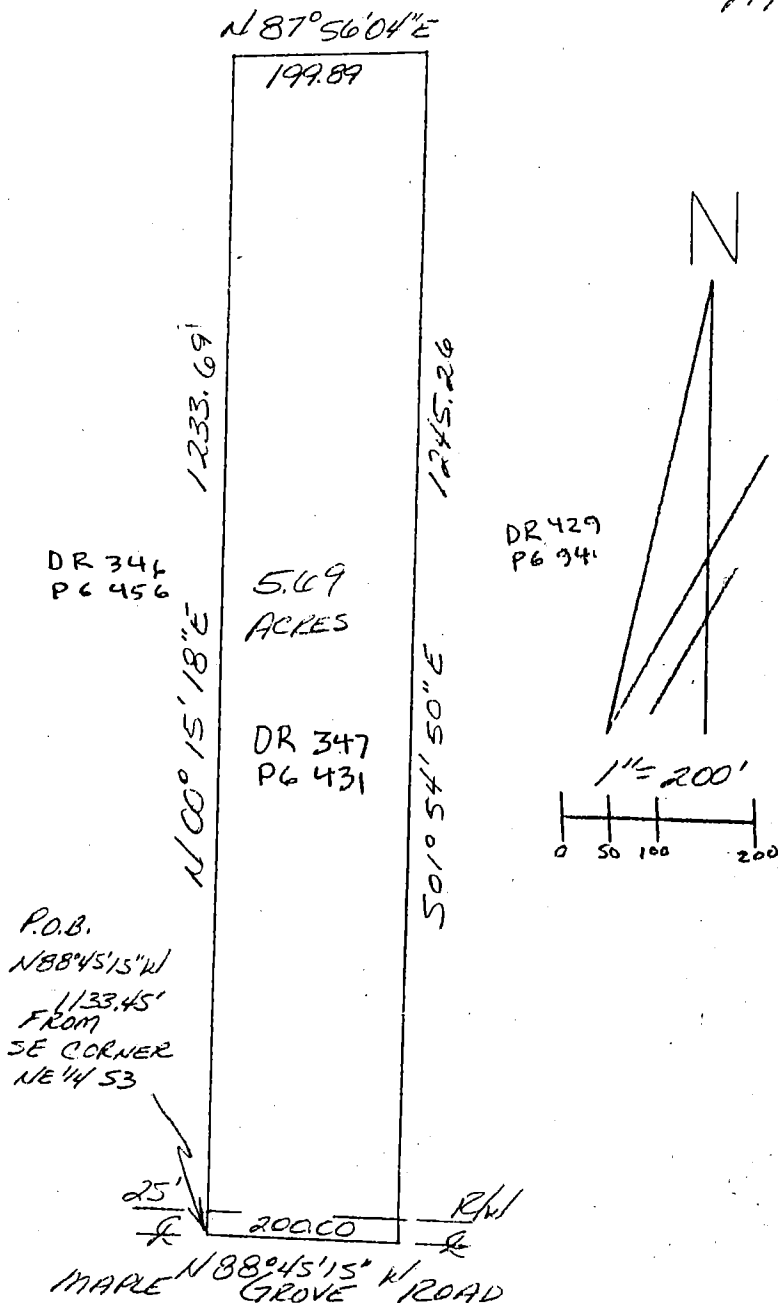 N 87°56'04"E
199.89
N
1233.69'
1245.26
DR 346
PG 456
5.69
ACRES
DR 429
PG 941
N 00° 15' 18"E
DR 347
PG 431
S 01° 54' 50" E
1"= 200'
0 50 100 200
P.O.B.
N88°45'15"W
1133.45'
FROM
SE CORNER
NE 1/4 S3
25'
R/W
200.00
N 88°45'15" W
MAPLE GROVE ROAD